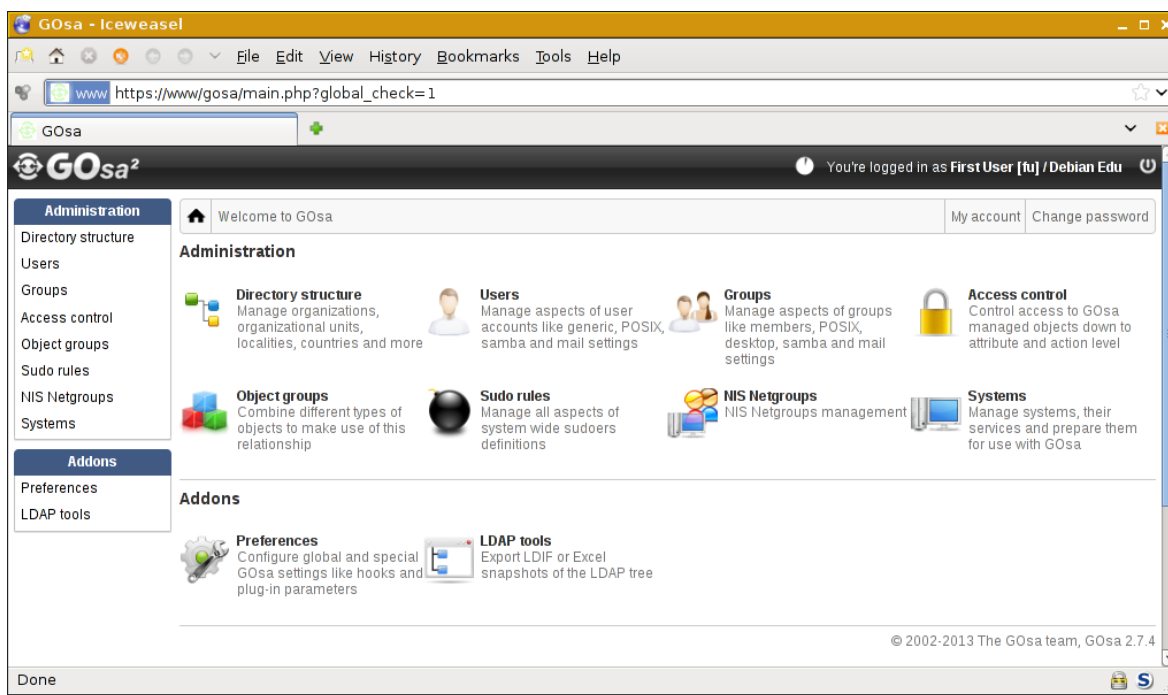 GOsa - Iceweasel
File Edit View History Bookmarks Tools Help
www https://www/gosa/main.php?global_check=1
GOsa
GOsa²
You're logged in as First User [fu] / Debian Edu
Administration
Directory structure
Users
Groups
Access control
Object groups
Sudo rules
NIS Netgroups
Systems
Addons
Preferences
LDAP tools
Welcome to GOsa
My account
Change password
Administration
Directory structure
Manage organizations,
organizational units,
localities, countries and more
Users
Manage aspects of user
accounts like generic, POSIX,
samba and mail settings
Groups
Manage aspects of groups
like members, POSIX,
desktop, samba and mail
settings
Access control
Control access to GOsa
managed objects down to
attribute and action level
Object groups
Combine different types of
objects to make use of this
relationship
Sudo rules
Manage all aspects of
system wide sudoers
definitions
NIS Netgroups
NIS Netgroups management
Systems
Manage systems, their
services and prepare them
for use with GOsa
Addons
Preferences
Configure global and special
GOsa settings like hooks and
plug-in parameters
LDAP tools
Export LDIF or Excel
snapshots of the LDAP tree
© 2002-2013 The GOsa team, GOsa 2.7.4
Done
S